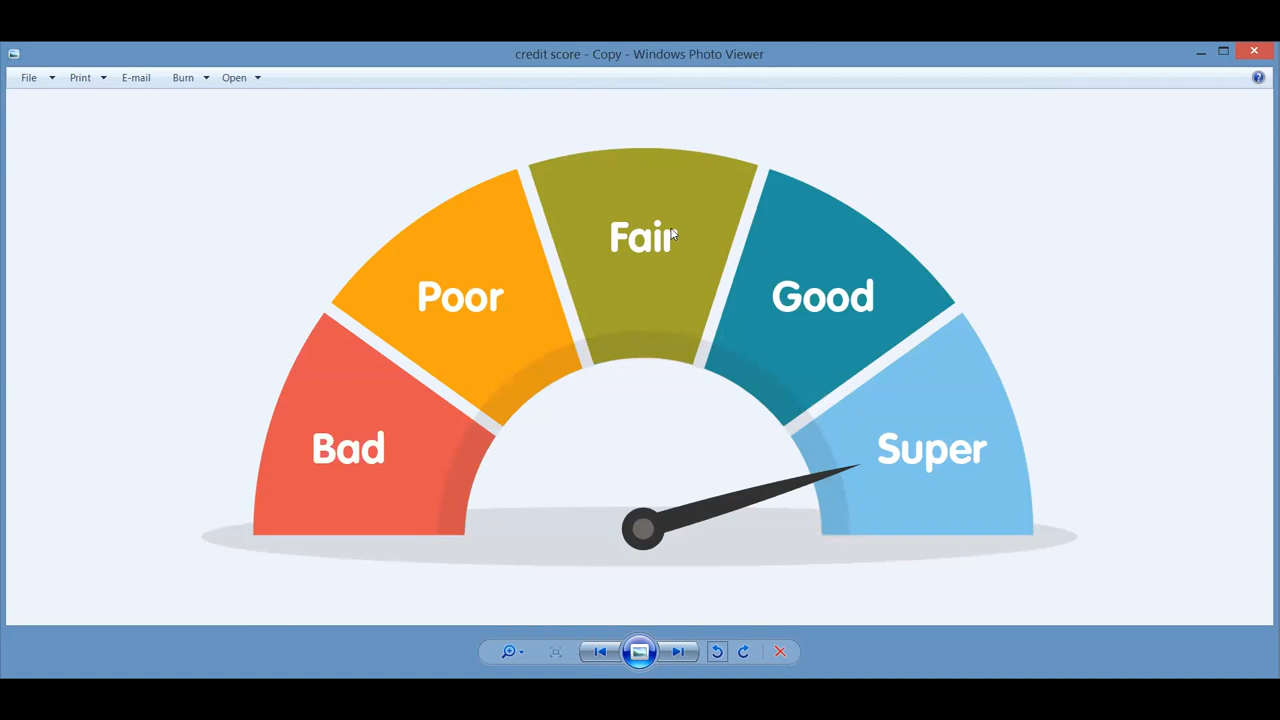 credit score - Copy - Windows Photo Viewer
File Print E-mail Burn Open
Fair
Poor
Good
Bad
Super